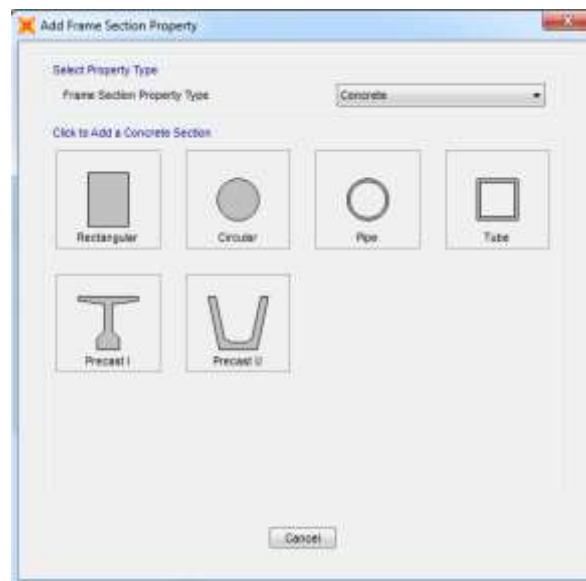 Add Frame Section Property
Select Property Type
Frame Section Property Type
Concrete
Click to Add a Concrete Section
Rectangular
Circular
Pipe
Tube
Precast I
Precast U
Cancel